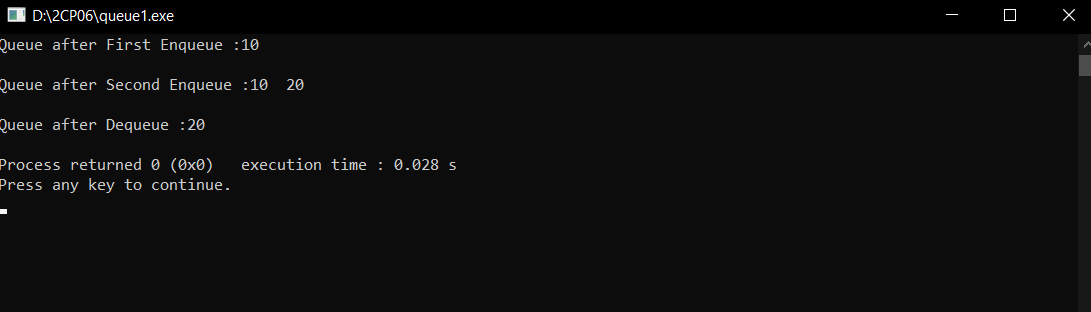 D:\2CP06\queue1.exe
Queue after First Enqueue :10
Queue after Second Enqueue :10  20
Queue after Dequeue :20
Process returned 0 (0x0)   execution time : 0.028 s
Press any key to continue.